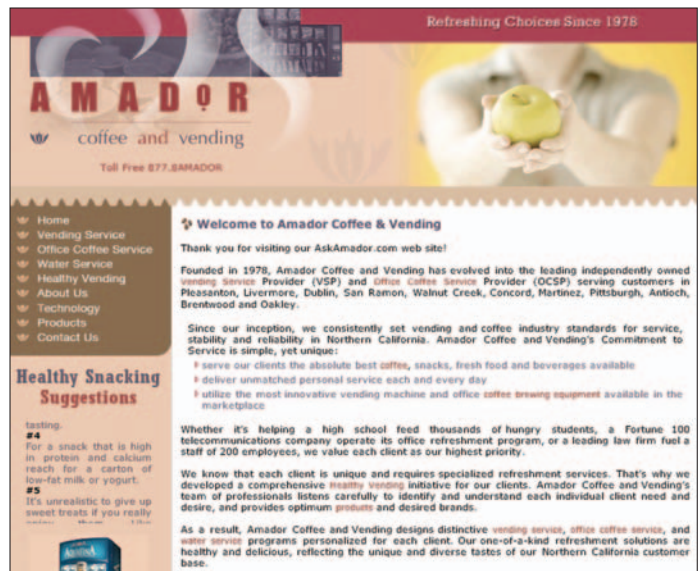 Refreshing Choices Since 1978
AMADOR
coffee and vending
Toll Free 877.8AMADOR
Home
Vending Service
Office Coffee Service
Water Service
Healthy Vending
About Us
Technology
Products
Contact Us
Healthy Snacking
Suggestions
tasting.
#4
For a snack that is high
in protein and calcium
reach for a carton of
low-fat milk or yogurt.
#5
It's unrealistic to give up
sweet treats if you really
Welcome to Amador Coffee & Vending
Thank you for visiting our AskAmador.com web site!
Founded in 1978, Amador Coffee and Vending has evolved into the leading independently owned
Vending Service Provider (VSP) and Office Coffee Service Provider (OCSP) serving customers in
Pleasanton, Livermore, Dublin, San Ramon, Walnut Creek, Concord, Martinez, Pittsburgh, Antioch,
Brentwood and Oakley.
Since our inception, we consistently set vending and coffee industry standards for service,
stability and reliability in Northern California. Amador Coffee and Vending's Commitment to
Service is simple, yet unique:
serve our clients the absolute best coffee, snacks, fresh food and beverages available
deliver unmatched personal service each and every day
utilize the most innovative vending machine and office coffee brewing equipment available in the
marketplace
Whether it's helping a high school feed thousands of hungry students, a Fortune 100
telecommunications company operate its office refreshment program, or a leading law firm fuel a
staff of 200 employees, we value each client as our highest priority.
We know that each client is unique and requires specialized refreshment services. That's why we
developed a comprehensive Healthy Vending initiative for our clients. Amador Coffee and Vending's
team of professionals listens carefully to identify and understand each individual client need and
desire, and provides optimum products and desired brands.
As a result, Amador Coffee and Vending designs distinctive vending service, office coffee service, and
water service programs personalized for each client. Our one-of-a-kind refreshment solutions are
healthy and delicious, reflecting the unique and diverse tastes of our Northern California customer
base.